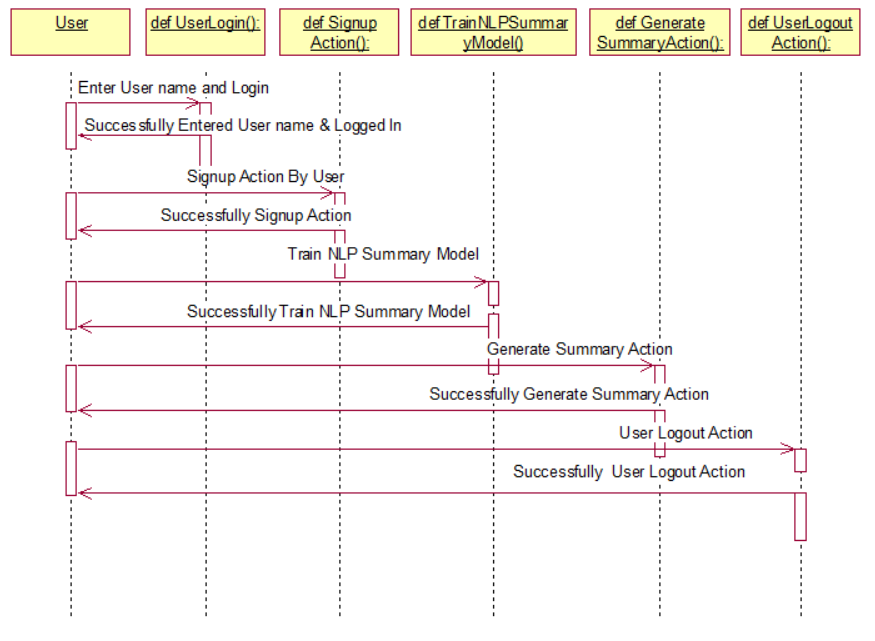 User
def UserLogin():
def Signup
Action():
def TrainNLPSummar
yModel()
def Generate
SummaryAction():
def UserLogout
Action():
Enter User name and Login
Successfully Entered User name & Logged In
Signup Action By User
Successfully Signup Action
Train NLP Summary Model
Successfully Train NLP Summary Model
Generate Summary Action
Successfully Generate Summary Action
User Logout Action
Successfully User Logout Action